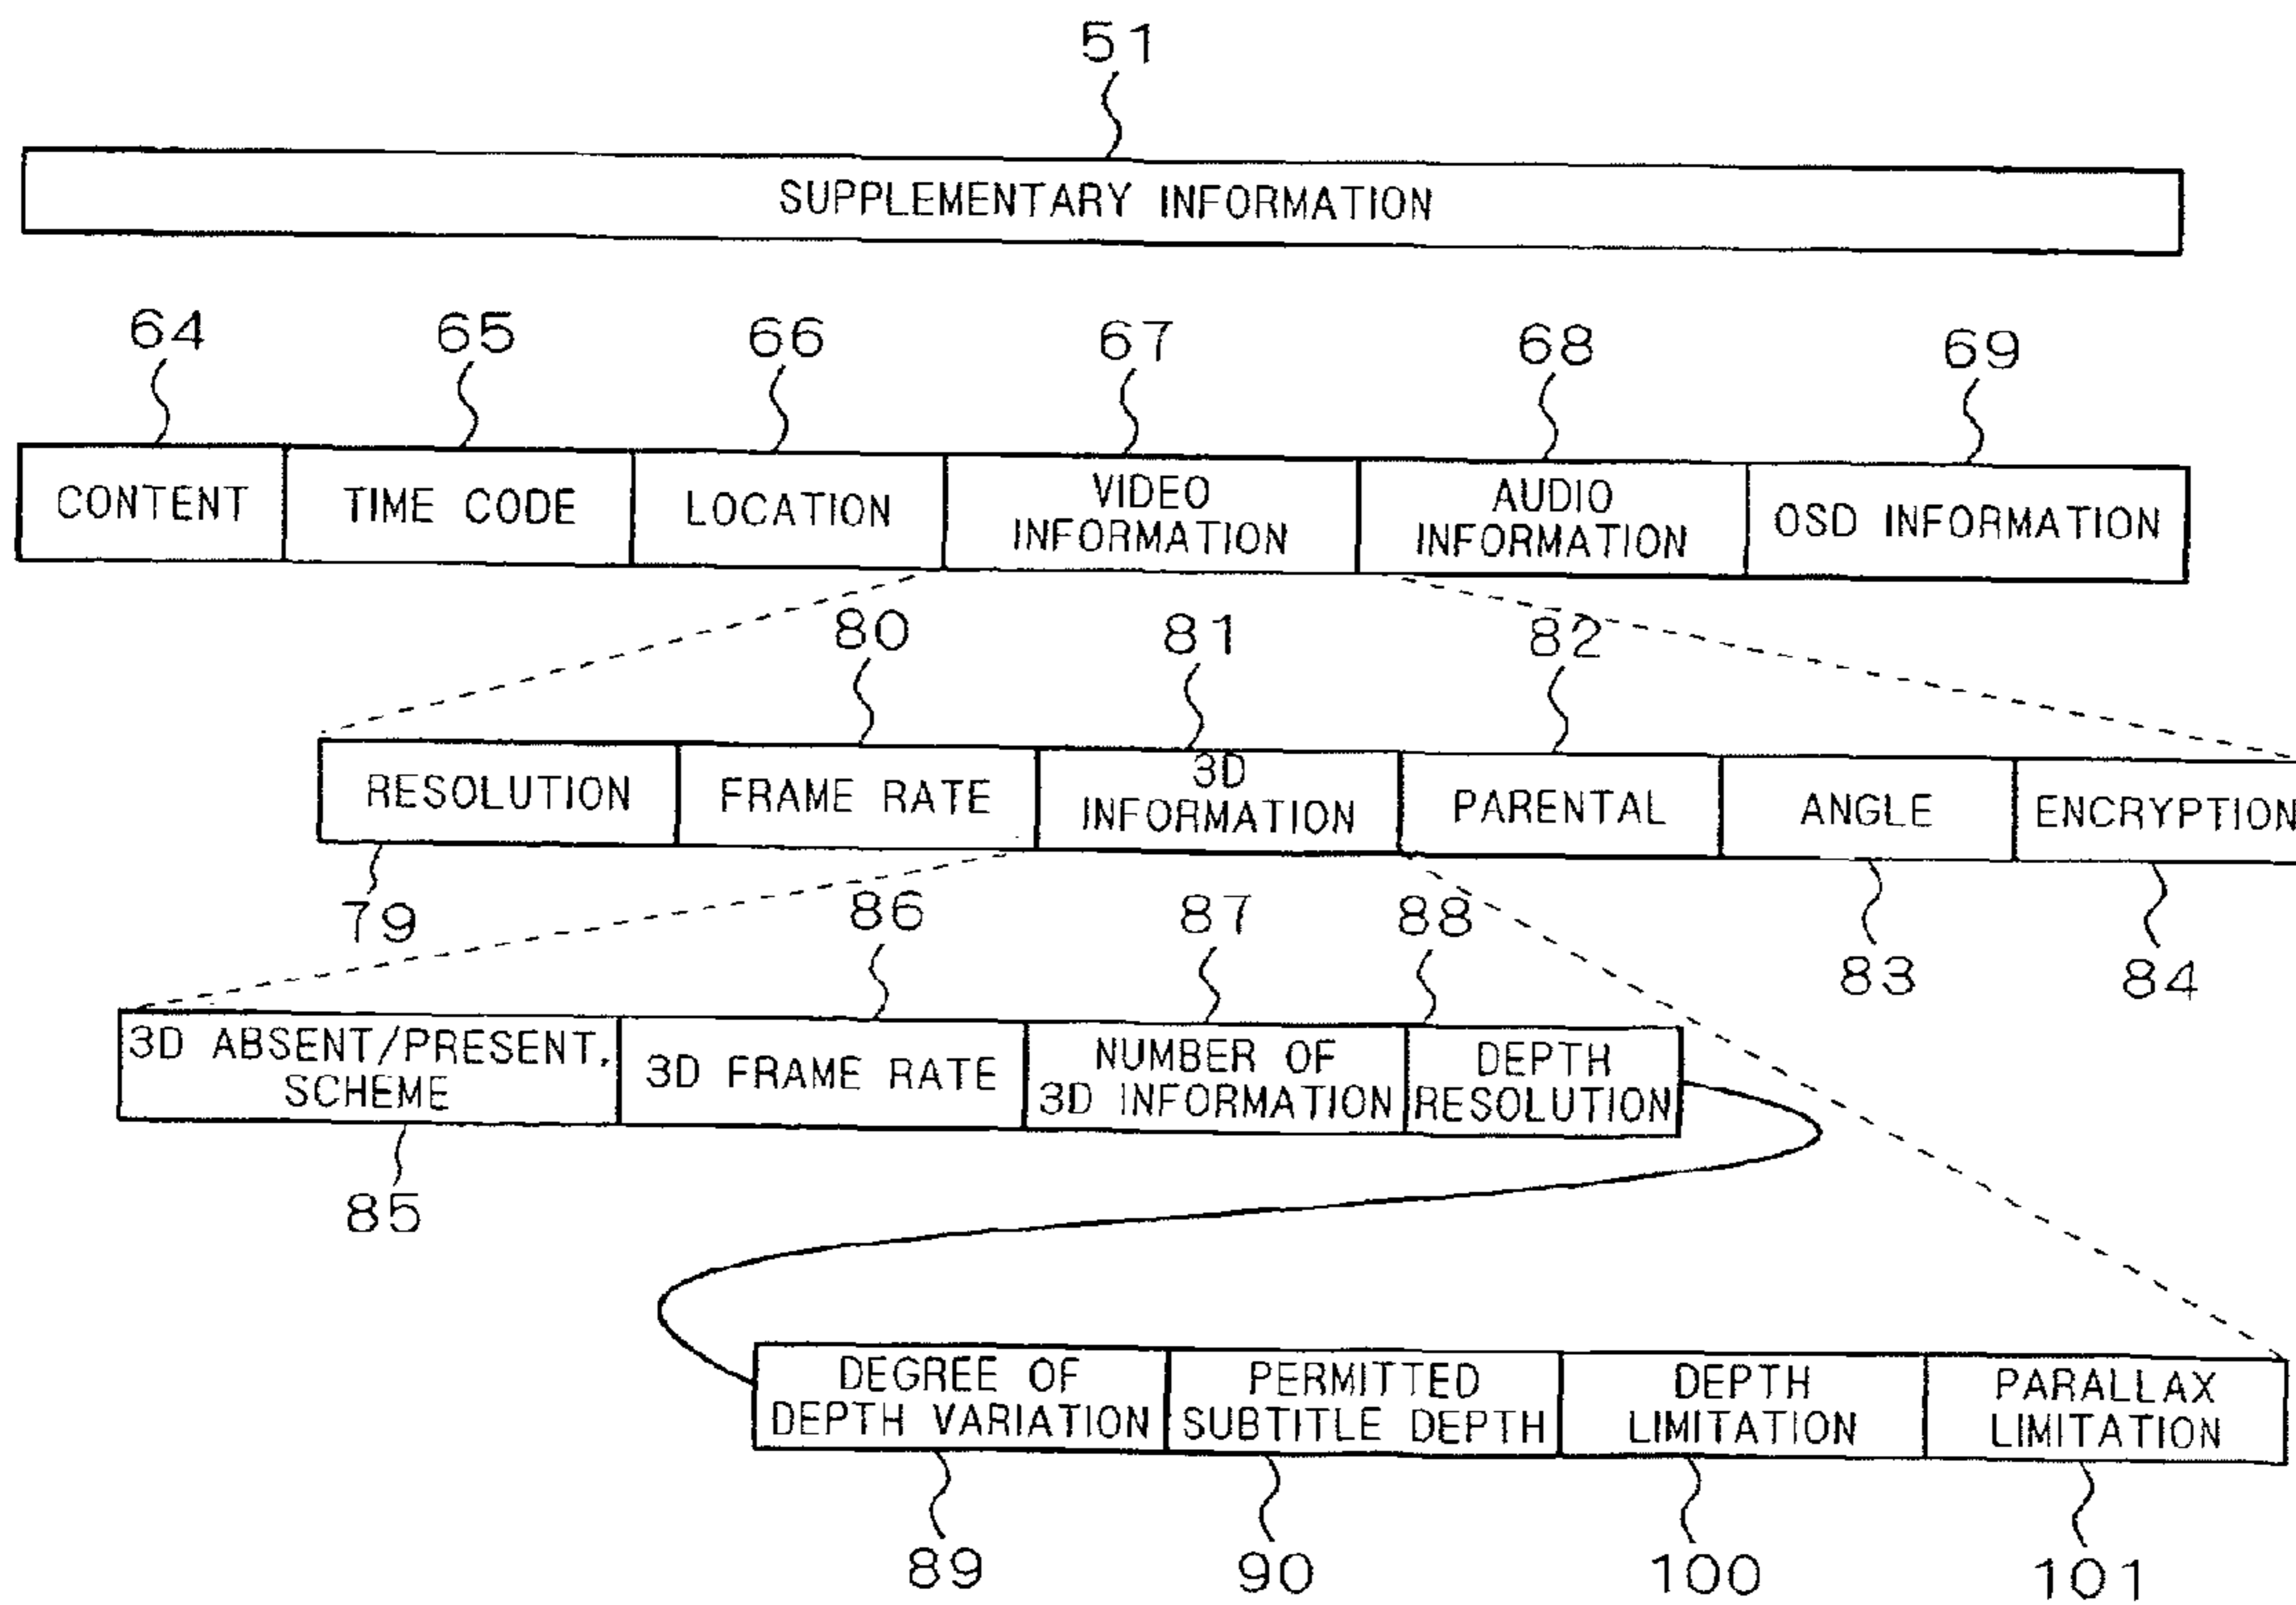 51
SUPPLEMENTARY INFORMATION
64 65 66 67 68 69
CONTENT
TIME CODE
LOCATION
VIDEO
INFORMATION
AUDIO
INFORMATION
OSD INFORMATION
80 81 82
RESOLUTION
FRAME RATE
3D
INFORMATION
PARENTAL
ANGLE
ENCRYPTION
79 86 87 88 83 84
3D ABSENT/PRESENT,
SCHEME
3D FRAME RATE
NUMBER OF
3D INFORMATION
DEPTH
RESOLUTION
85
DEGREE OF
DEPTH VARIATION
PERMITTED
SUBTITLE DEPTH
DEPTH
LIMITATION
PARALLAX
LIMITATION
89 90 100 101